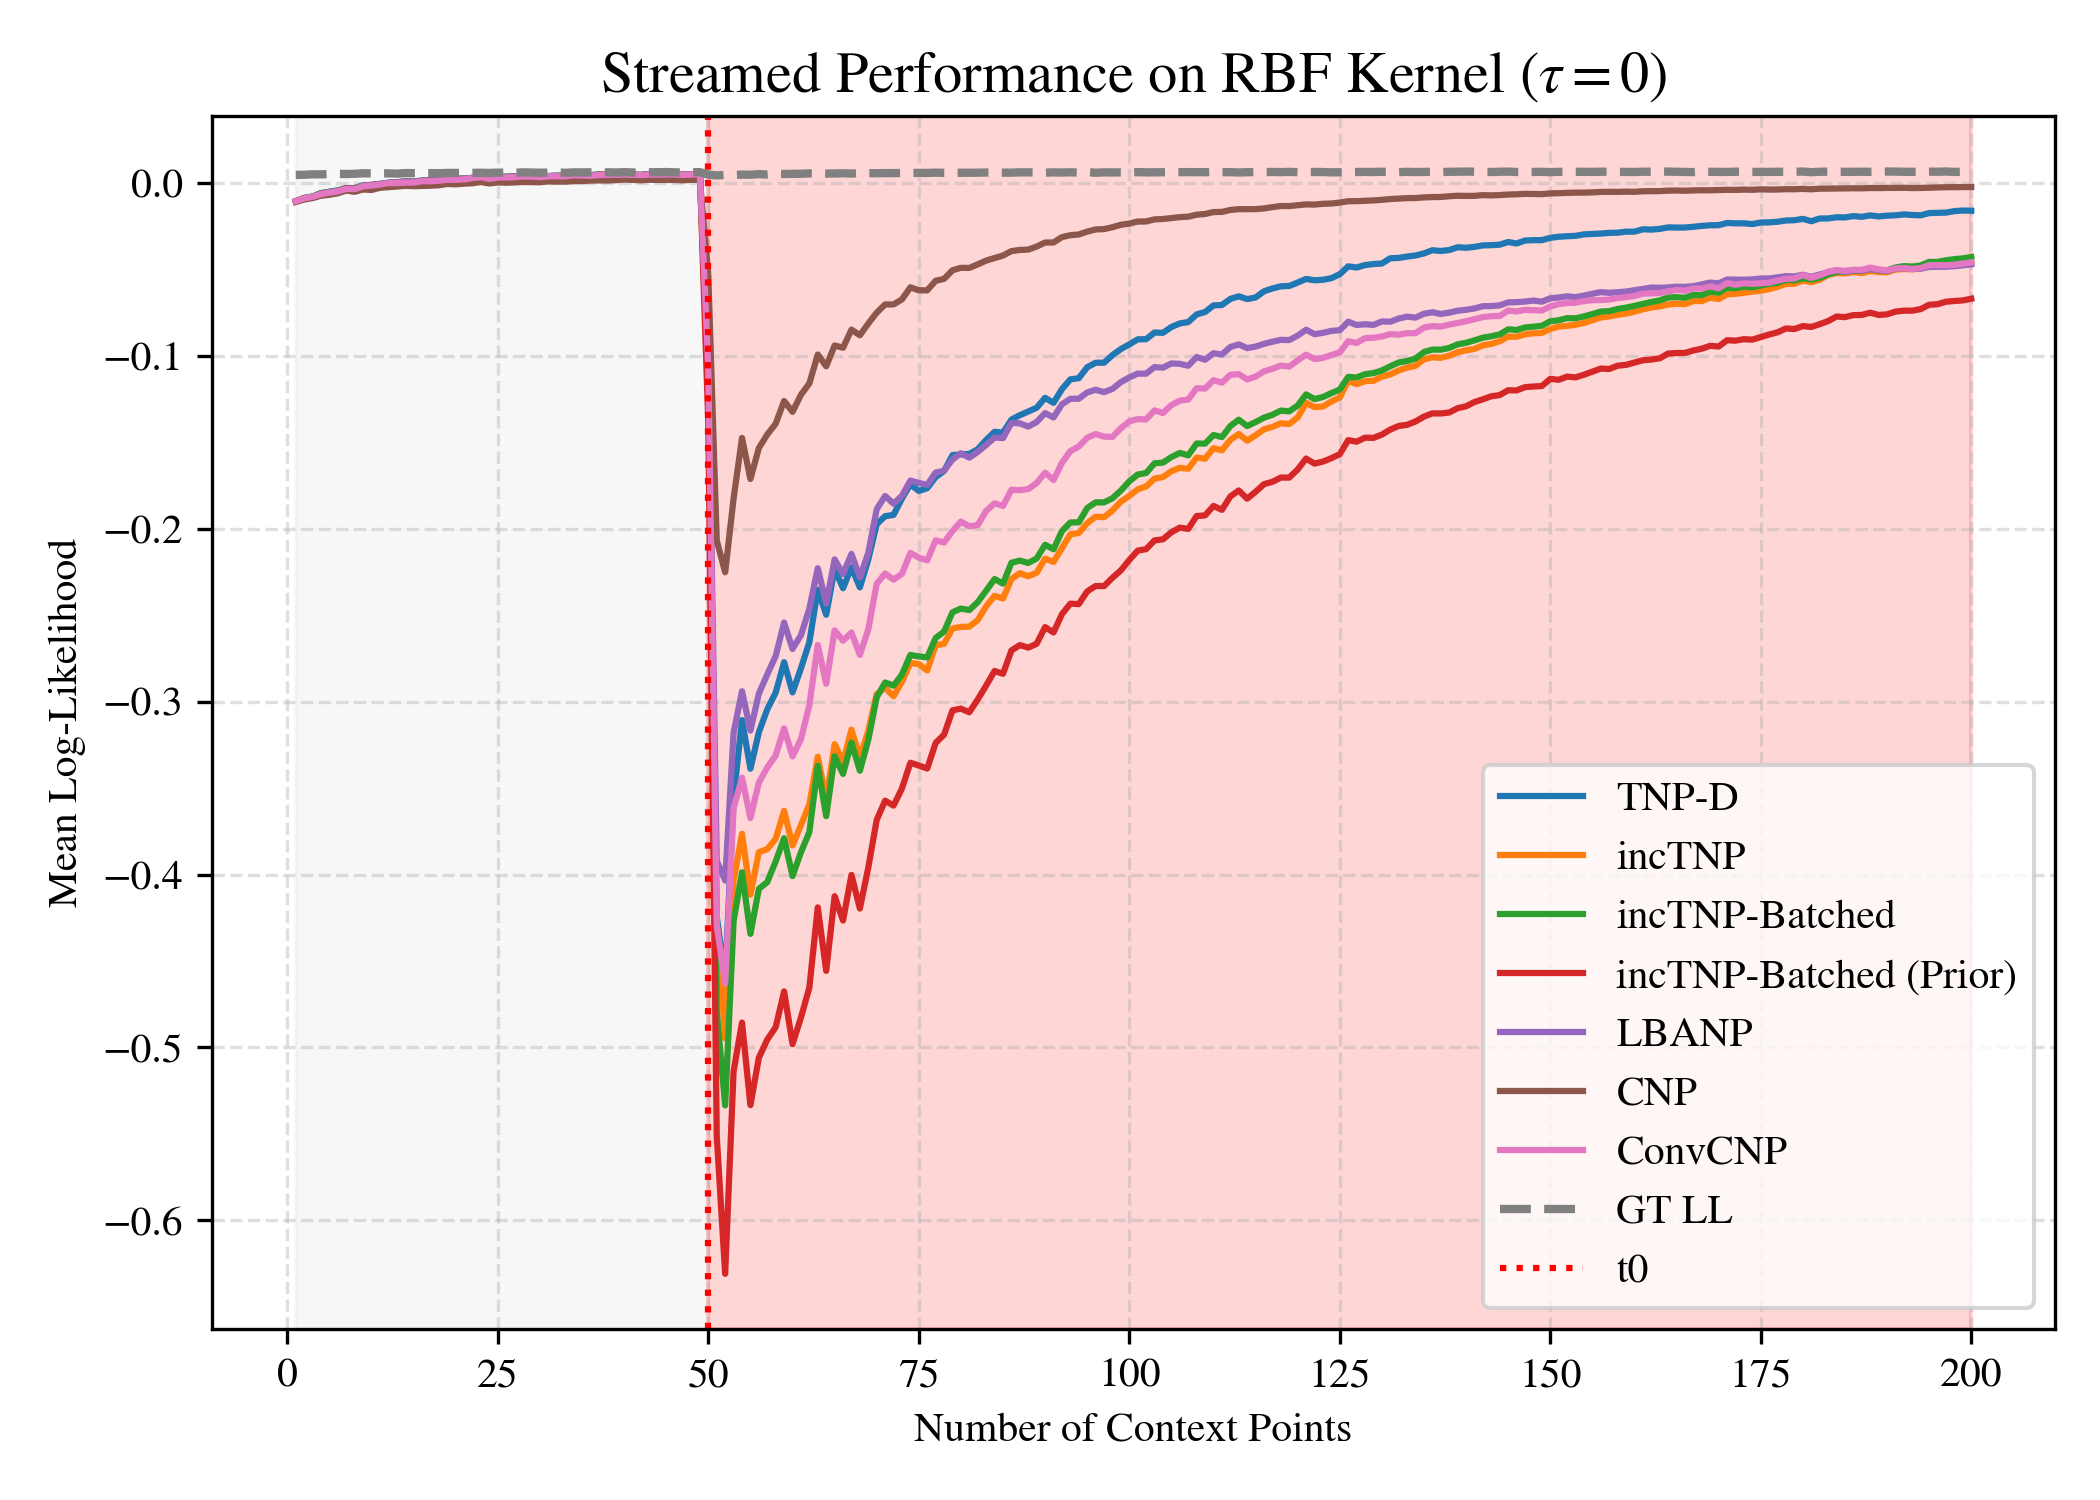 Streamed Performance on RBF Kernel (τ = 0)
Mean Log-Likelihood
0.0
−0.1
−0.2
−0.3
−0.4
−0.5
−0.6
TNP-D
incTNP
incTNP-Batched
incTNP-Batched (Prior)
LBANP
CNP
ConvCNP
GT LL
t0
0 25 50 75 100 125 150 175 200
Number of Context Points